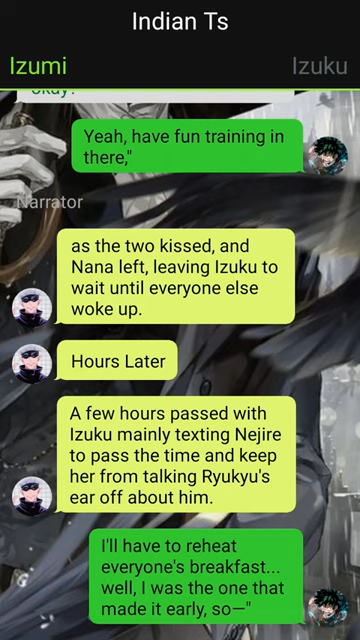 Indian Ts
Izumi
Izuku
okay?
Yeah, have fun training in
there,"
Narrator
as the two kissed, and
Nana left, leaving Izuku to
wait until everyone else
woke up.
Hours Later
A few hours passed with
Izuku mainly texting Nejire
to pass the time and keep
her from talking Ryukyu's
ear off about him.
I'll have to reheat
everyone's breakfast...
well, I was the one that
made it early, so—"